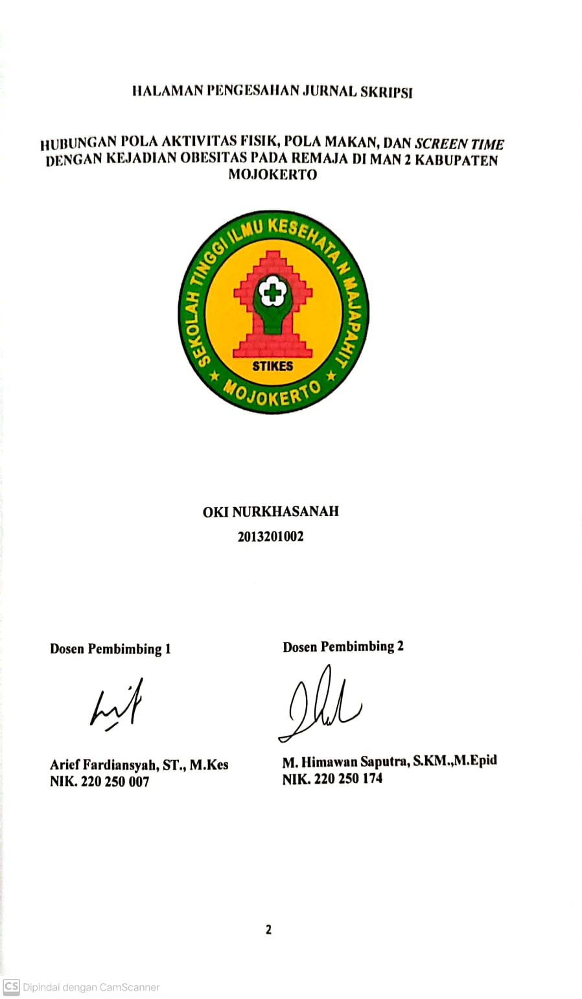 HALAMAN PENGESAHAN JURNAL SKRIPSI
HUBUNGAN POLA AKTIVITAS FISIK, POLA MAKAN, DAN SCREEN TIME
DENGAN KEJADIAN OBESITAS PADA REMAJA DI MAN 2 KABUPATEN
MOJOKERTO
SEKOLAH TINGGI ILMU KESEHATA N MAJAPAHIT
STIKES
MOJOKERTO
OKI NURKHASANAH
2013201002
Dosen Pembimbing 1
Dosen Pembimbing 2
Arief Fardiansyah, ST., M.Kes
NIK. 220 250 007
M. Himawan Saputra, S.KM.,M.Epid
NIK. 220 250 174
2
CS Dipindai dengan CamScanner